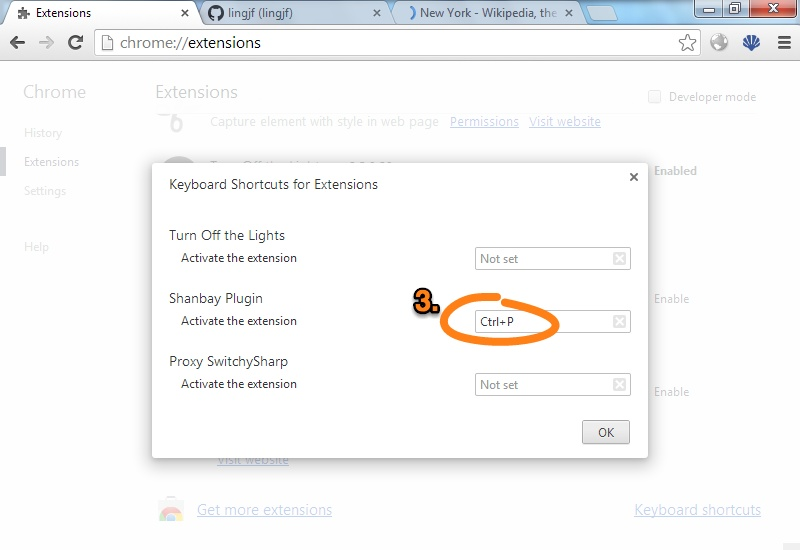 Extensions
lingjf (lingjf)
New York - Wikipedia, the
chrome://extensions
Chrome
Extensions
Developer mode
History
Capture element with style in web page Permissions Visit website
Extensions
Enabled
Settings
Help
Keyboard Shortcuts for Extensions
Turn Off the Lights
Activate the extension
Not set
Shanbay Plugin
3.
Enable
Activate the extension
Ctrl+P
Proxy SwitchySharp
Activate the extension
Not set
Enable
OK
Visit website
Get more extensions
Keyboard shortcuts